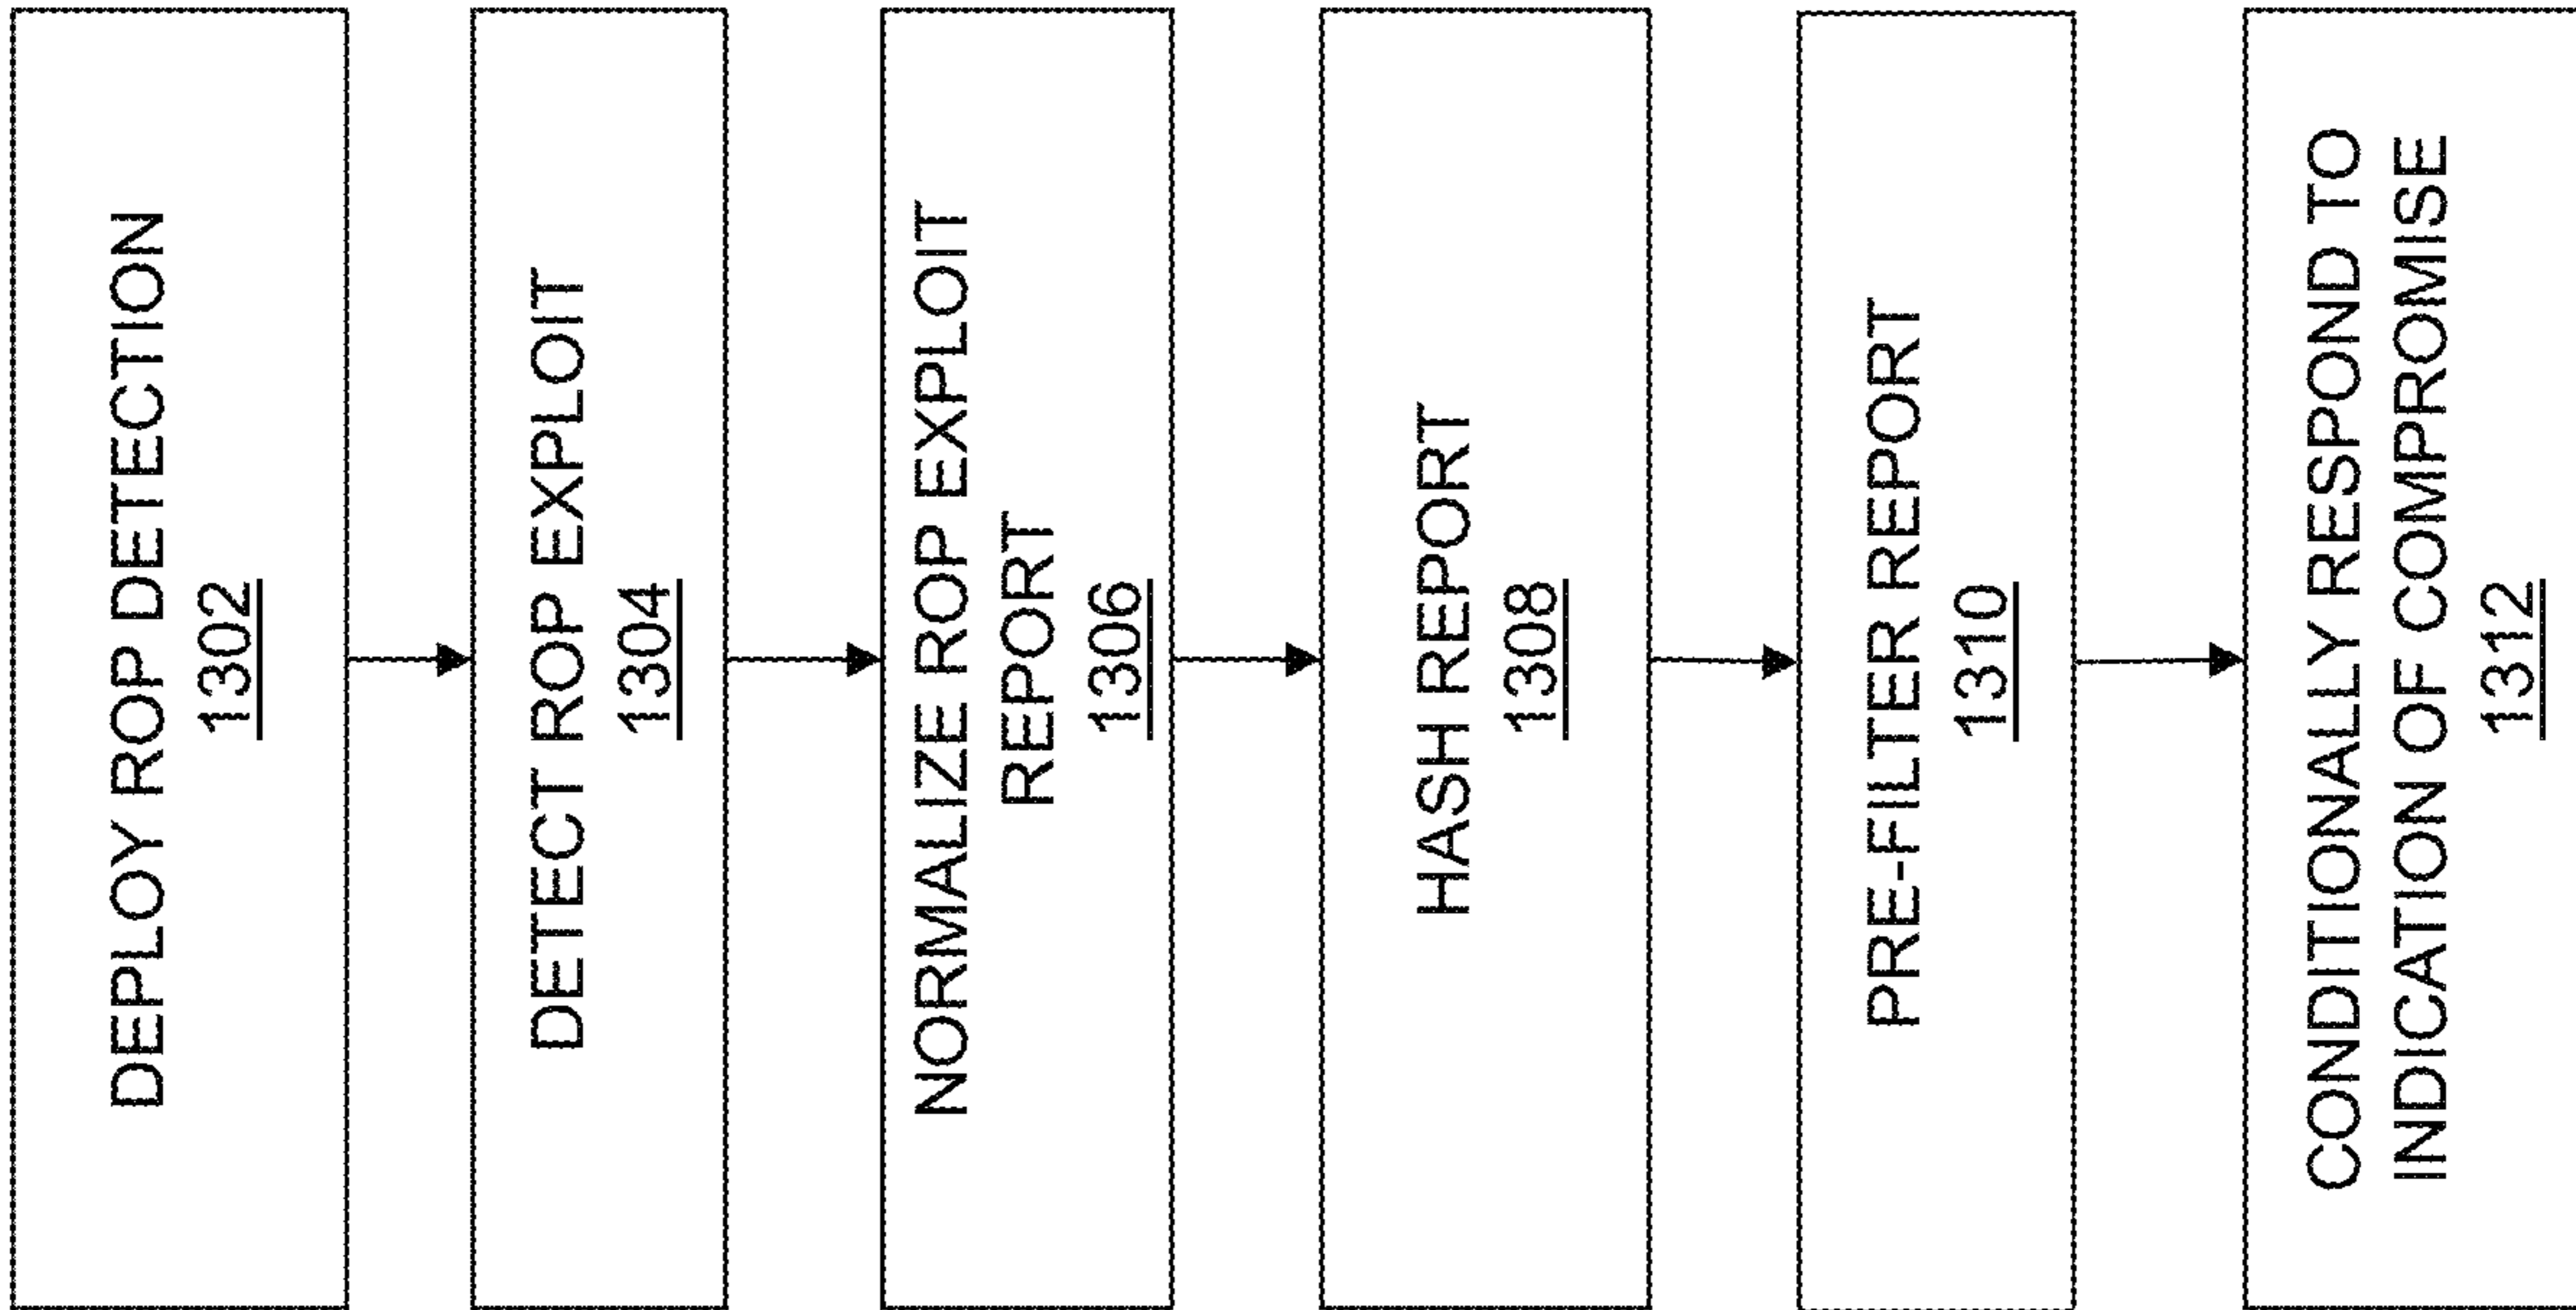 DEPLOY ROP DETECTION
1302
DETECT ROP EXPLOIT
1304
NORMALIZE ROP EXPLOIT
REPORT
1306
HASH REPORT
1308
PRE-FILTER REPORT
1310
CONDITIONALLY RESPOND TO
INDICATION OF COMPROMISE
1312